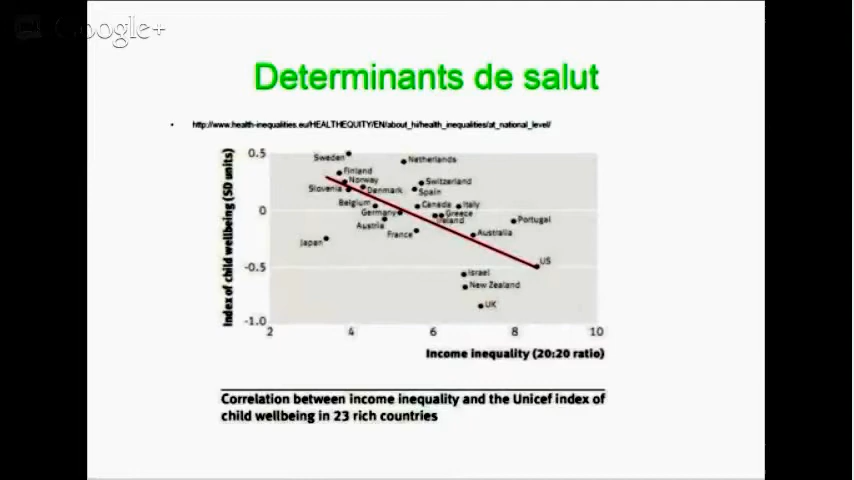 Google+
Determinants de salut
• http://www.health-inequalities.eu/HEALTHEQUITY/EN/about_hi/health_inequalities/at_national_level/
Index of child wellbeing (SD units)
0.5
0
-0.5
-1.0
Sweden
Netherlands
Finland
Norway
Switzerland
Slovenia
Denmark
Spain
Belgium
Canada
Italy
Germany
Greece
Ireland
Portugal
Austria
France
Australia
Japan
US
Israel
New Zealand
UK
2 4 6 8 10
Income inequality (20:20 ratio)
Correlation between income inequality and the Unicef index of
child wellbeing in 23 rich countries